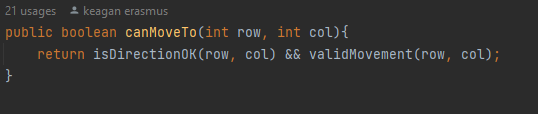 21 usages keagan erasmus
public boolean canMoveTo(int row, int col){
    return isDirectionOK(row, col) && validMovement(row, col);
}